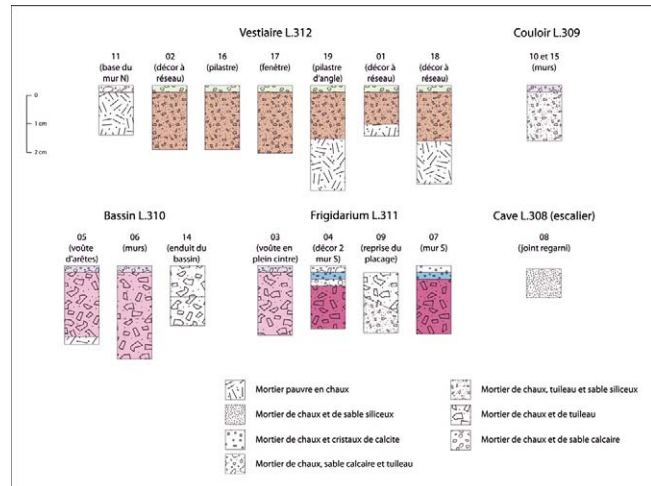 Vestiaire L.312
Couloir L.309
11
(base du
mur N)
02
(décor à
réseau)
16
(pilastre)
17
(fenêtre)
19
(pilastre
d'angle)
01
(décor à
réseau)
18
(décor à
réseau)
10 et 15
(murs)
0
1 cm
2 cm
Bassin L.310
Frigidarium L.311
Cave L.308 (escalier)
05
(voûte
d'arêtes)
06
(murs)
14
(enduit du
bassin)
03
(voûte en
plein cintre)
04
(décor 2
mur S)
09
(reprise du
placage)
07
(mur S)
08
(joint regarni)
Mortier pauvre en chaux
Mortier de chaux et de sable siliceux
Mortier de chaux et cristaux de calcite
Mortier de chaux, sable calcaire et tuileau
Mortier de chaux, tuileau et sable siliceux
Mortier de chaux et de tuileau
Mortier de chaux et de sable calcaire